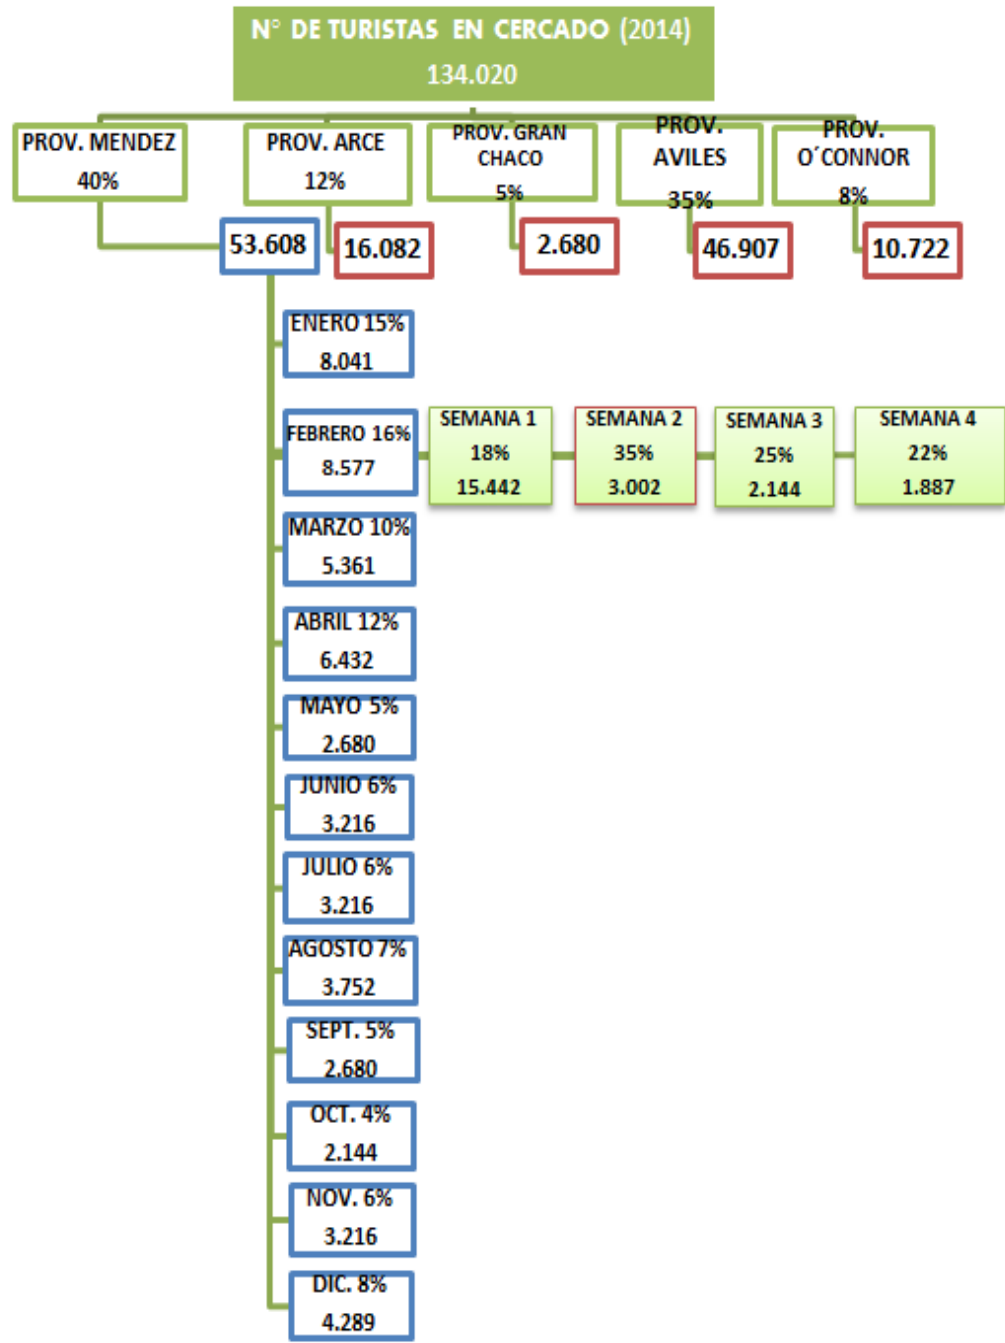 N° DE TURISTAS EN CERCADO (2014)
134.020
PROV. MENDEZ
40%
PROV. ARCE
12%
PROV. GRAN
CHACO
5%
PROV.
AVILES
35%
PROV.
O´CONNOR
8%
53.608
16.082
2.680
46.907
10.722
ENERO 15%
8.041
FEBRERO 16%
8.577
SEMANA 1
18%
15.442
SEMANA 2
35%
3.002
SEMANA 3
25%
2.144
SEMANA 4
22%
1.887
MARZO 10%
5.361
ABRIL 12%
6.432
MAYO 5%
2.680
JUNIO 6%
3.216
JULIO 6%
3.216
AGOSTO 7%
3.752
SEPT. 5%
2.680
OCT. 4%
2.144
NOV. 6%
3.216
DIC. 8%
4.289